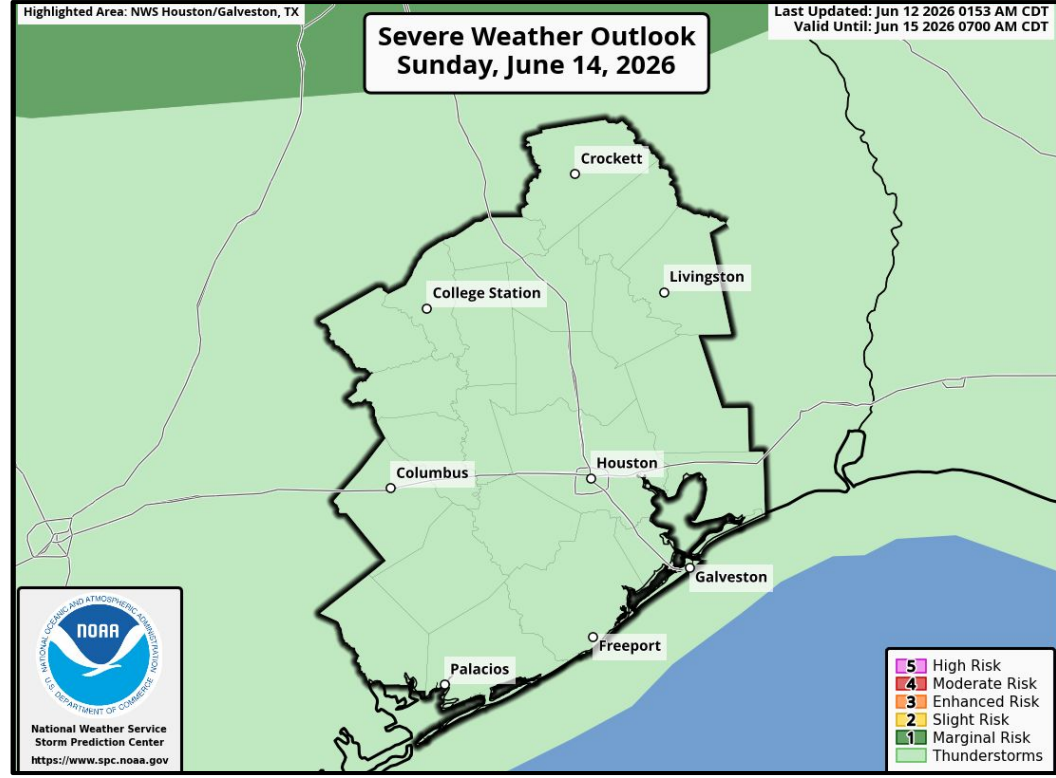 Highlighted Area: NWS Houston/Galveston, TX
Last Updated: Jun 12 2026 0153 AM CDT
Valid Until: Jun 15 2026 0700 AM CDT
Severe Weather Outlook
Sunday, June 14, 2026
Crockett
Livingston
College Station
Houston
Columbus
Galveston
Freeport
Palacios
NATIONAL OCEANIC AND ATMOSPHERIC ADMINISTRATION
NOAA
U.S. DEPARTMENT OF COMMERCE
National Weather Service
Storm Prediction Center
https://www.spc.noaa.gov
5 High Risk
4 Moderate Risk
3 Enhanced Risk
2 Slight Risk
1 Marginal Risk
Thunderstorms